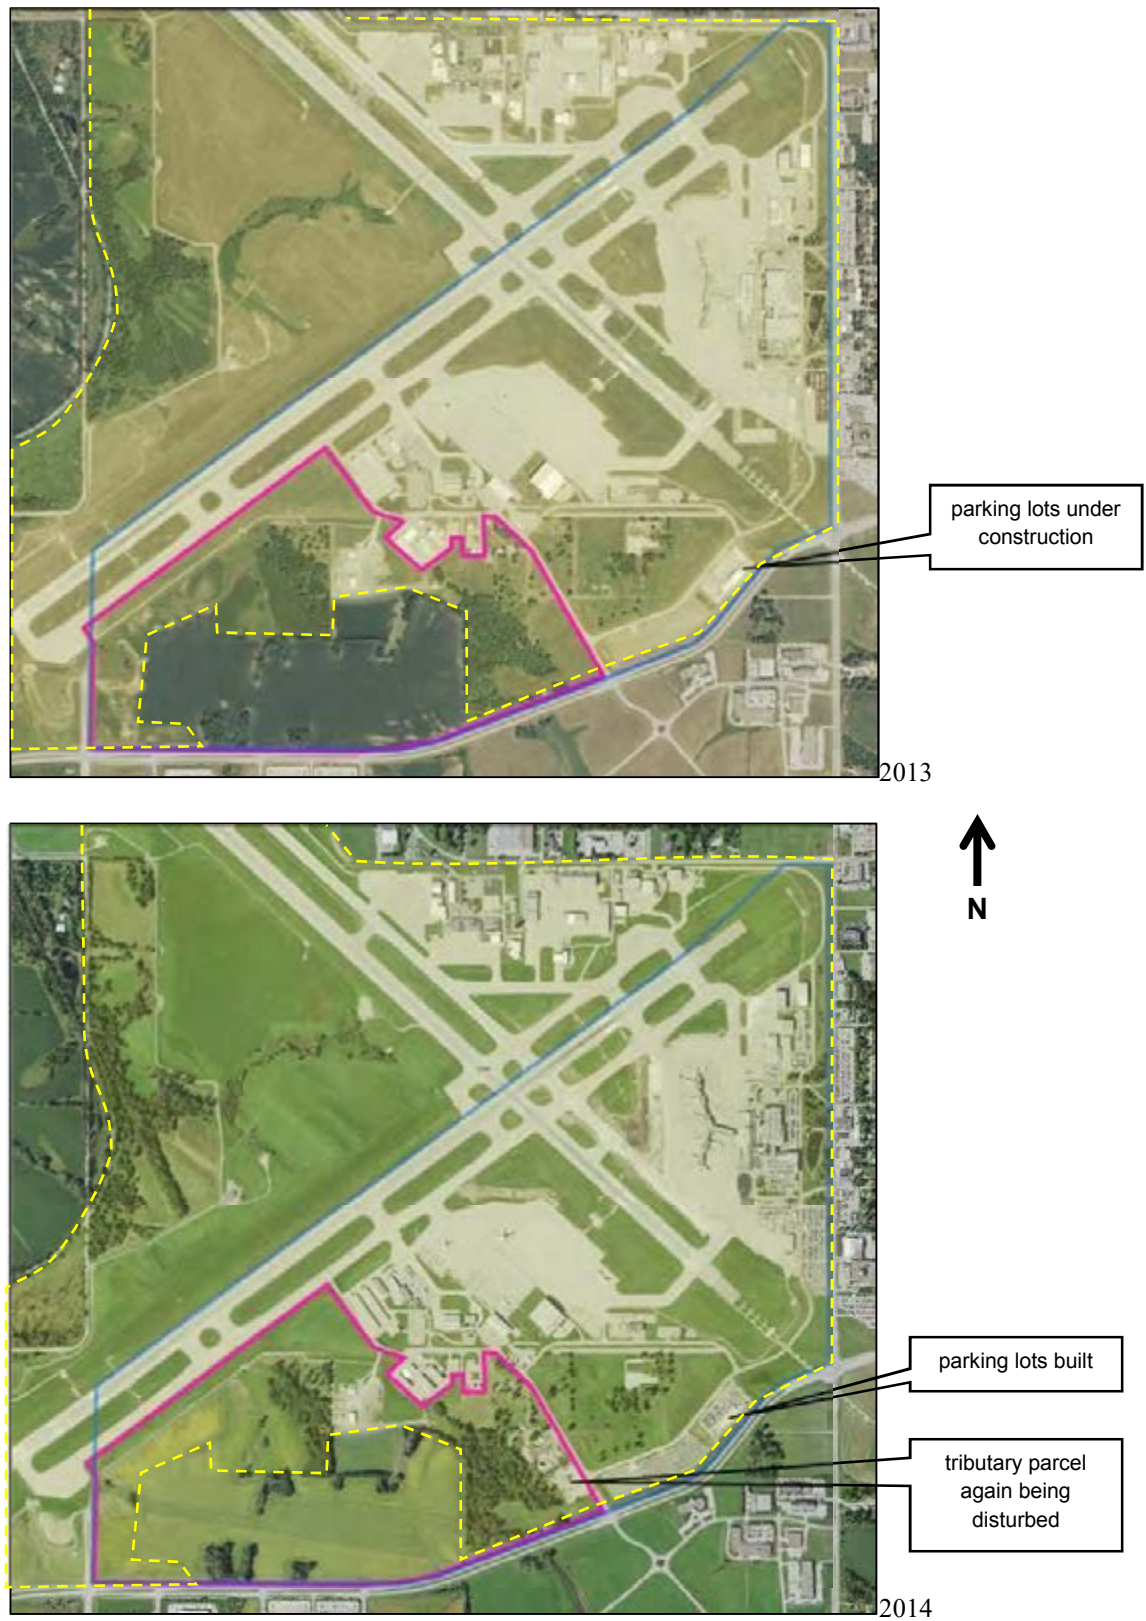 parking lots under
construction
2013
N
parking lots built
tributary parcel
again being
disturbed
2014